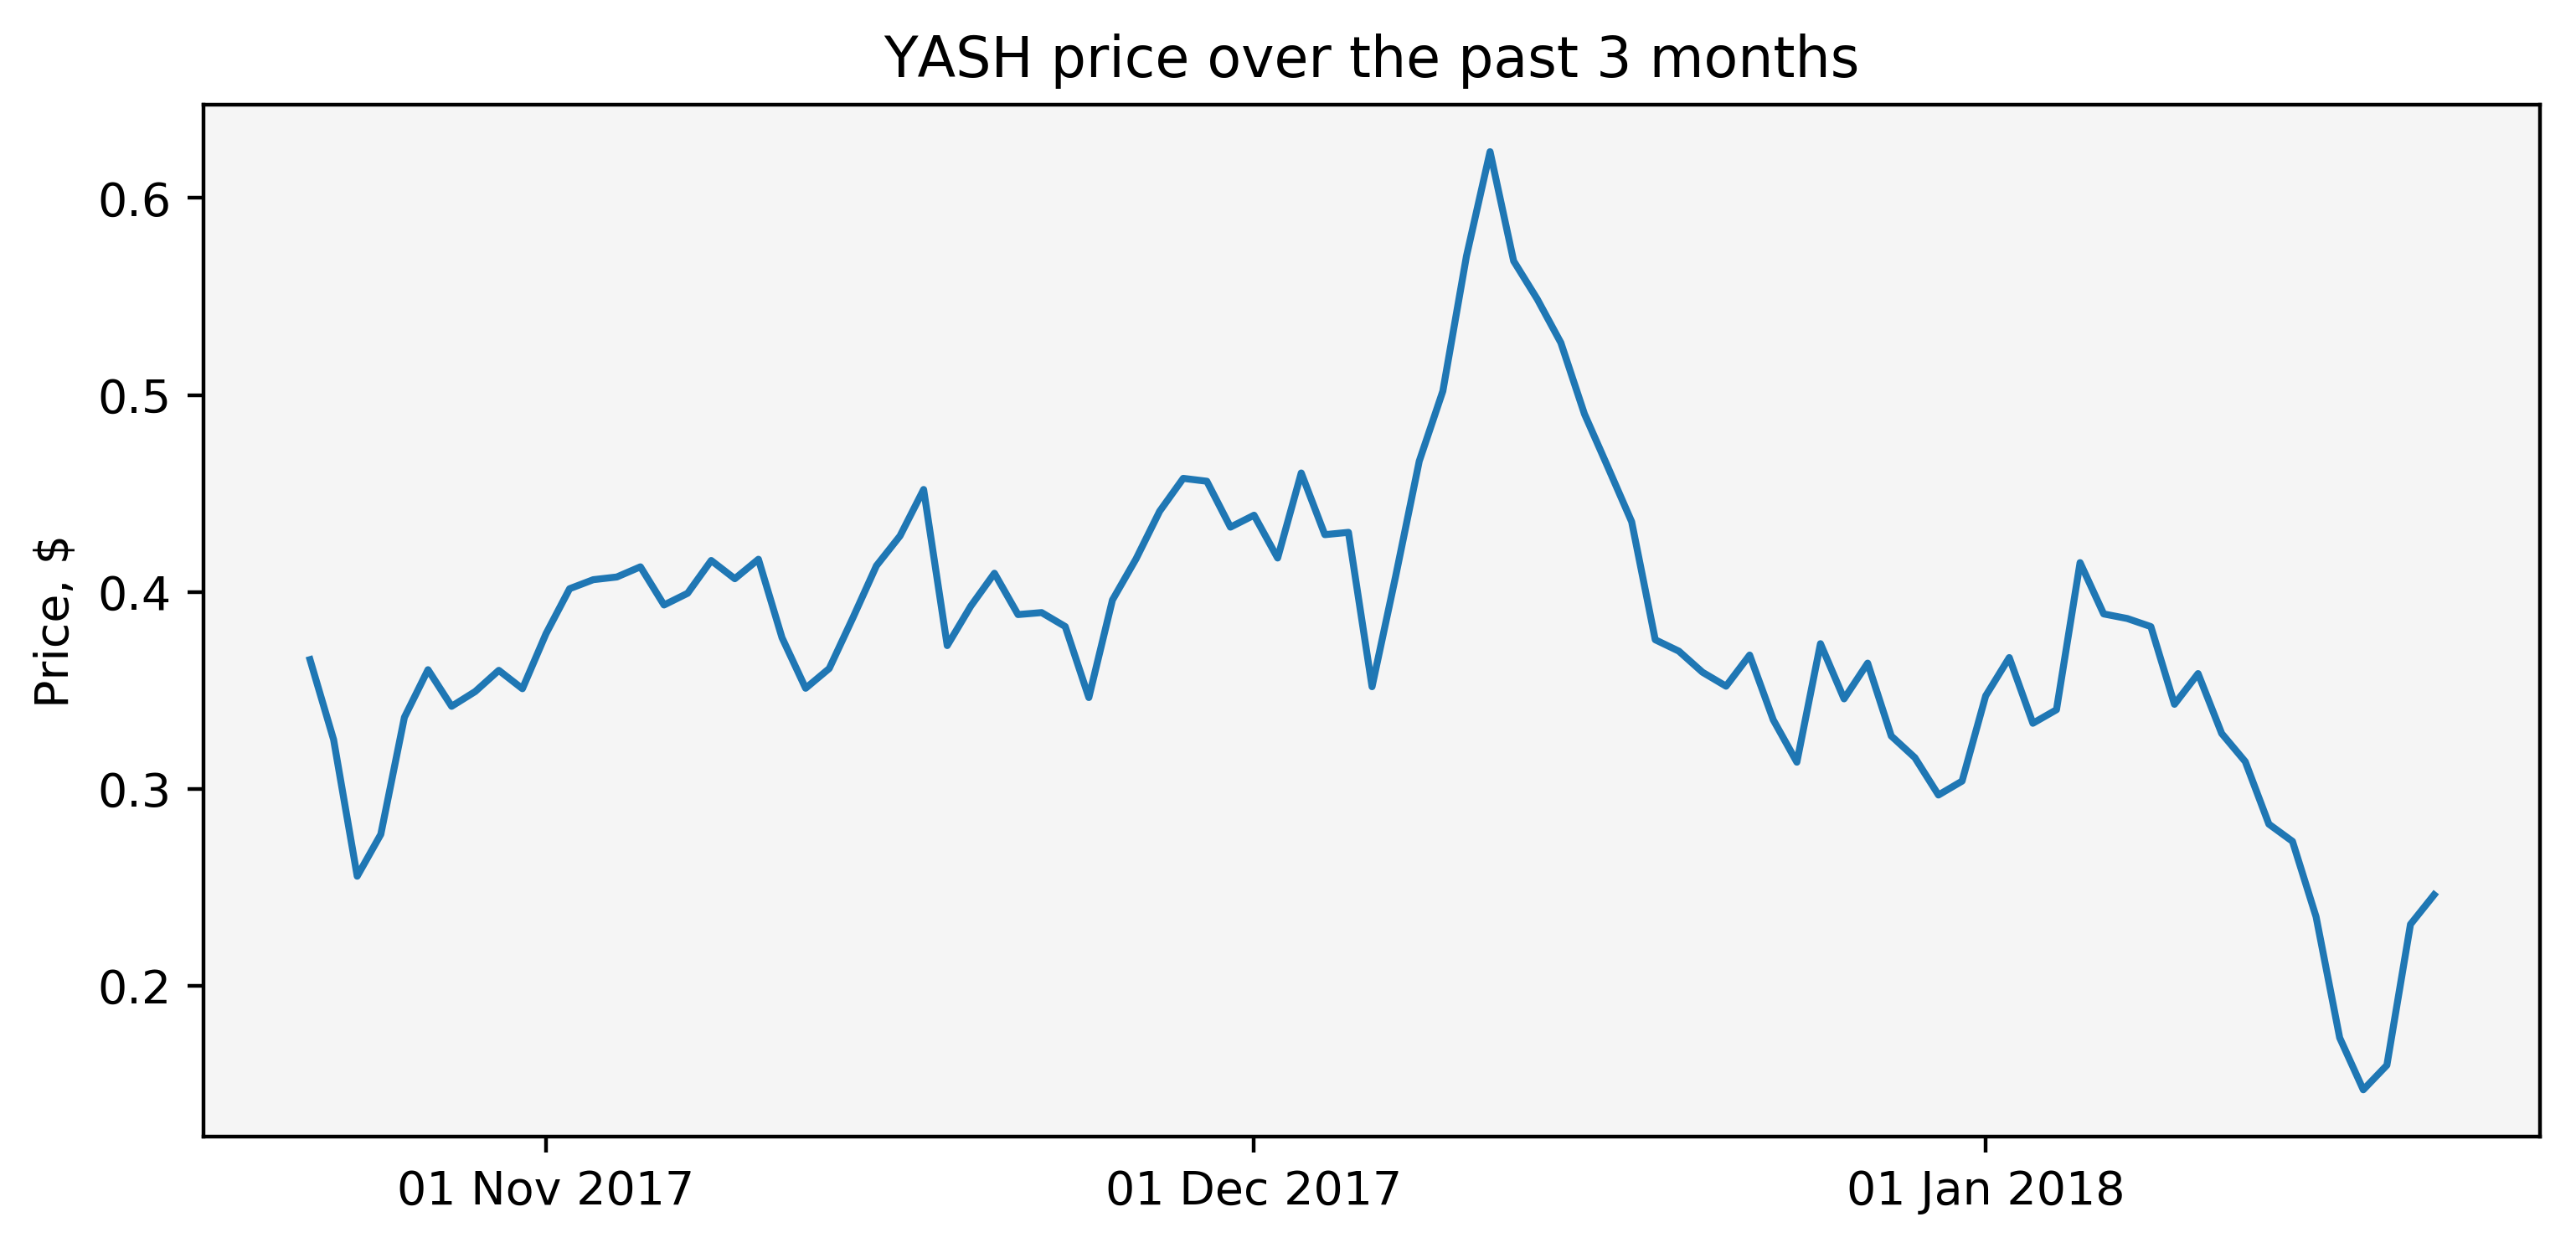 YASH price over the past 3 months
Price, $
0.6
0.5
0.4
0.3
0.2
01 Nov 2017
01 Dec 2017
01 Jan 2018